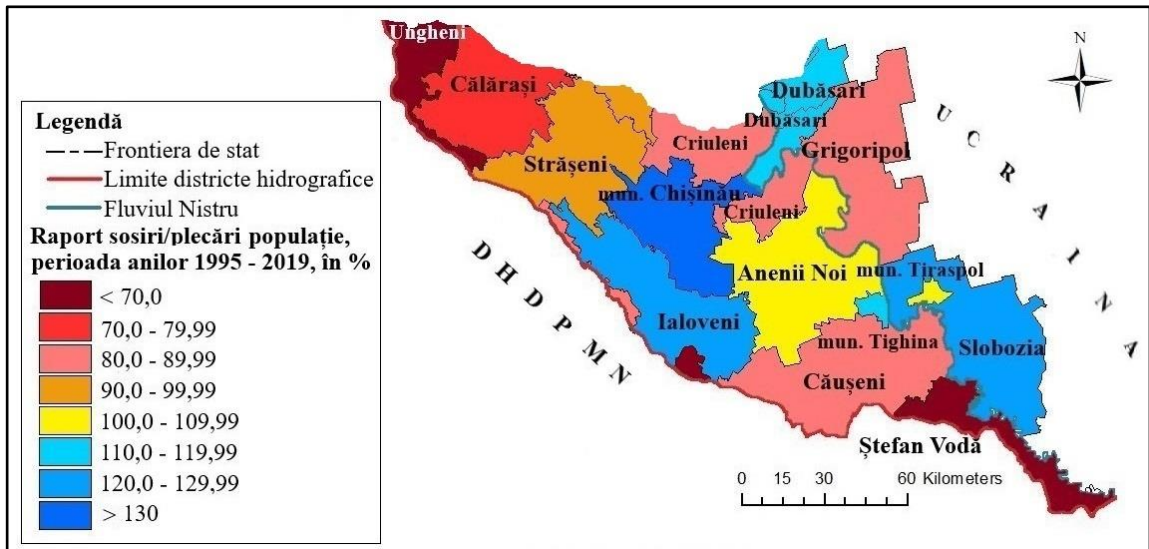 Ungheni
Călărași
Strășeni
Criuleni
Dubăsari
Dubăsari
Grigoripol
mun. Chișinău
Criuleni
Anenii Noi
mun. Tiraspol
Ialoveni
mun. Tighina
Slobozia
Căușeni
Ștefan Vodă
N
U C R A I N A
D H D P M N
0 15 30 60 Kilometers
Legendă
Frontiera de stat
Limite districte hidrografice
Fluviul Nistru
Raport sosiri/plecări populație,
perioada anilor 1995 - 2019, în %
< 70,0
70,0 - 79,99
80,0 - 89,99
90,0 - 99,99
100,0 - 109,99
110,0 - 119,99
120,0 - 129,99
> 130